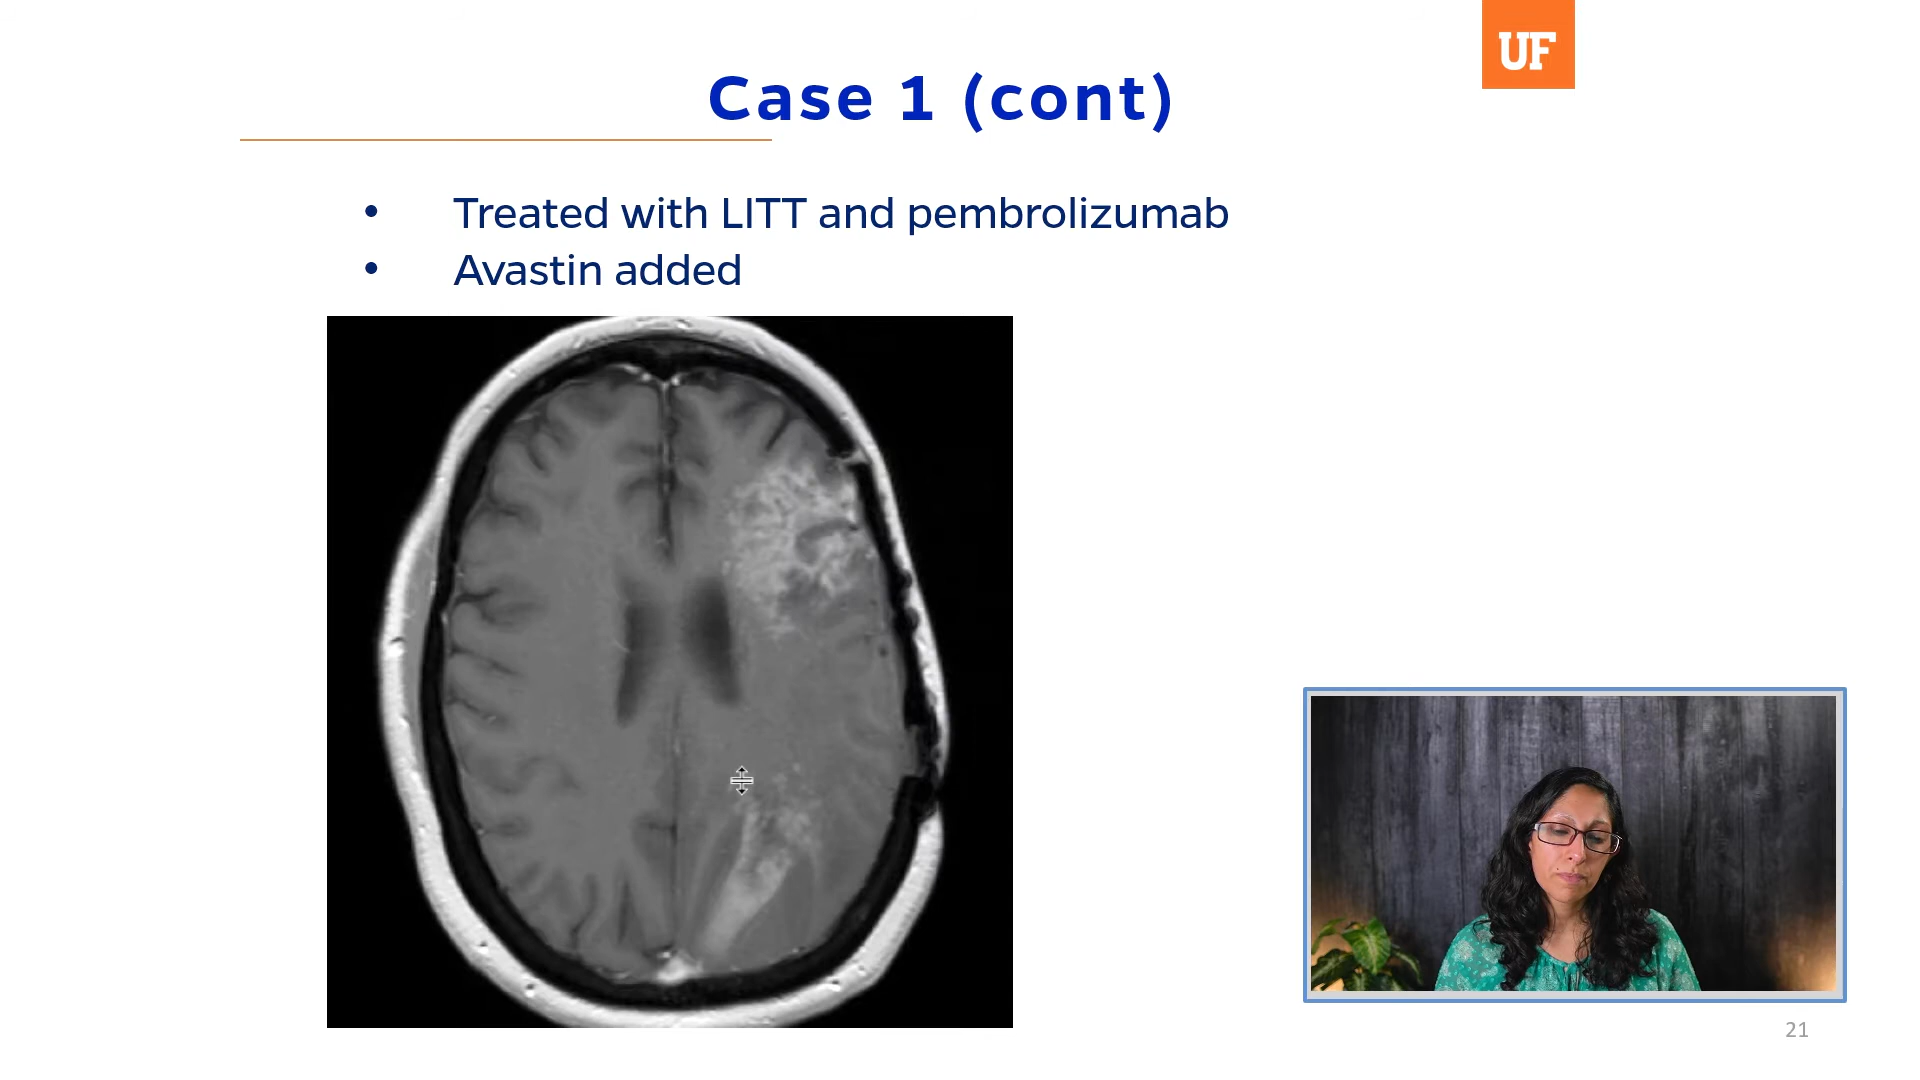 UF
Case 1 (cont)
• Treated with LITT and pembrolizumab
• Avastin added
21